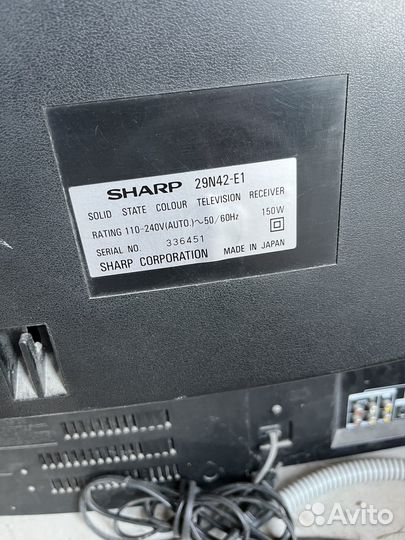 SHARP 29N42-E1
SOLID STATE COLOUR TELEVISION RECEIVER
RATING 110-240V(AUTO.)~50/60Hz 150W
SERIAL NO. 336451
SHARP CORPORATION MADE IN JAPAN
Avito